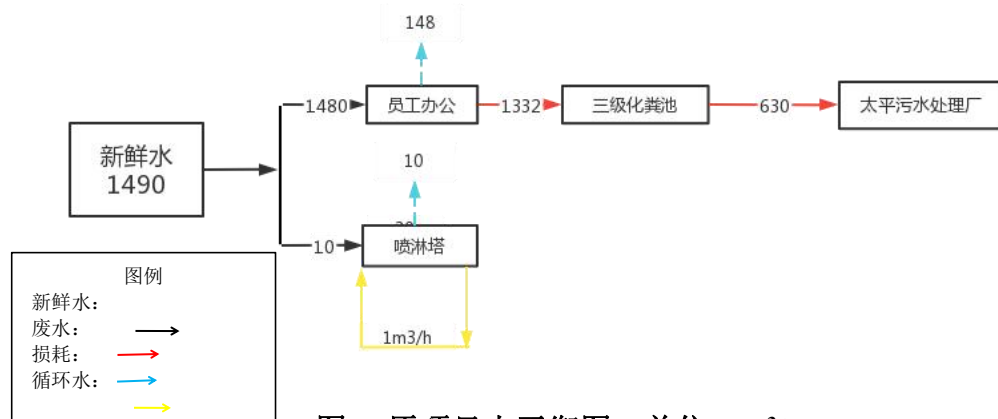 148
1480
员工办公
1332
三级化粪池
630
太平污水处理厂
新鲜水
1490
10
10
喷淋塔
1m3/h
图例
新鲜水：
废水：
损耗：
循环水：